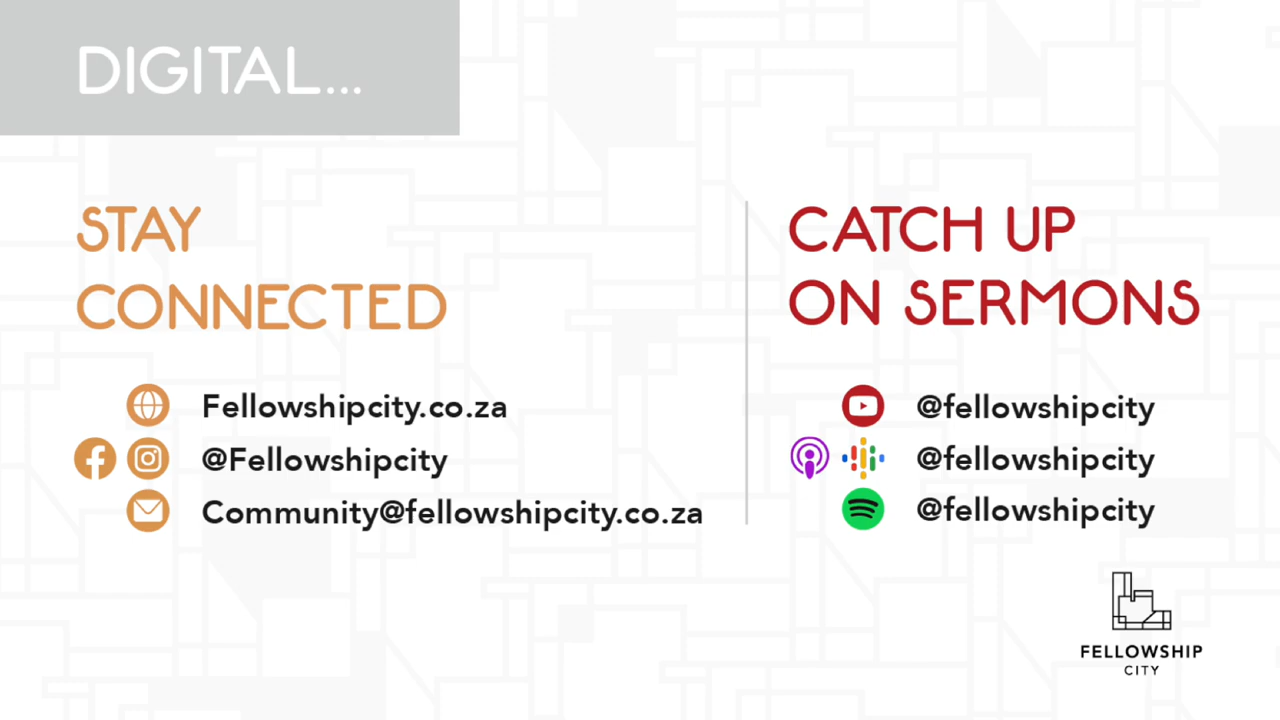 DIGITAL...
STAY
CONNECTED
Fellowshipcity.co.za
@Fellowshipcity
Community@fellowshipcity.co.za
CATCH UP
ON SERMONS
@fellowshipcity
@fellowshipcity
@fellowshipcity
FELLOWSHIP
CITY